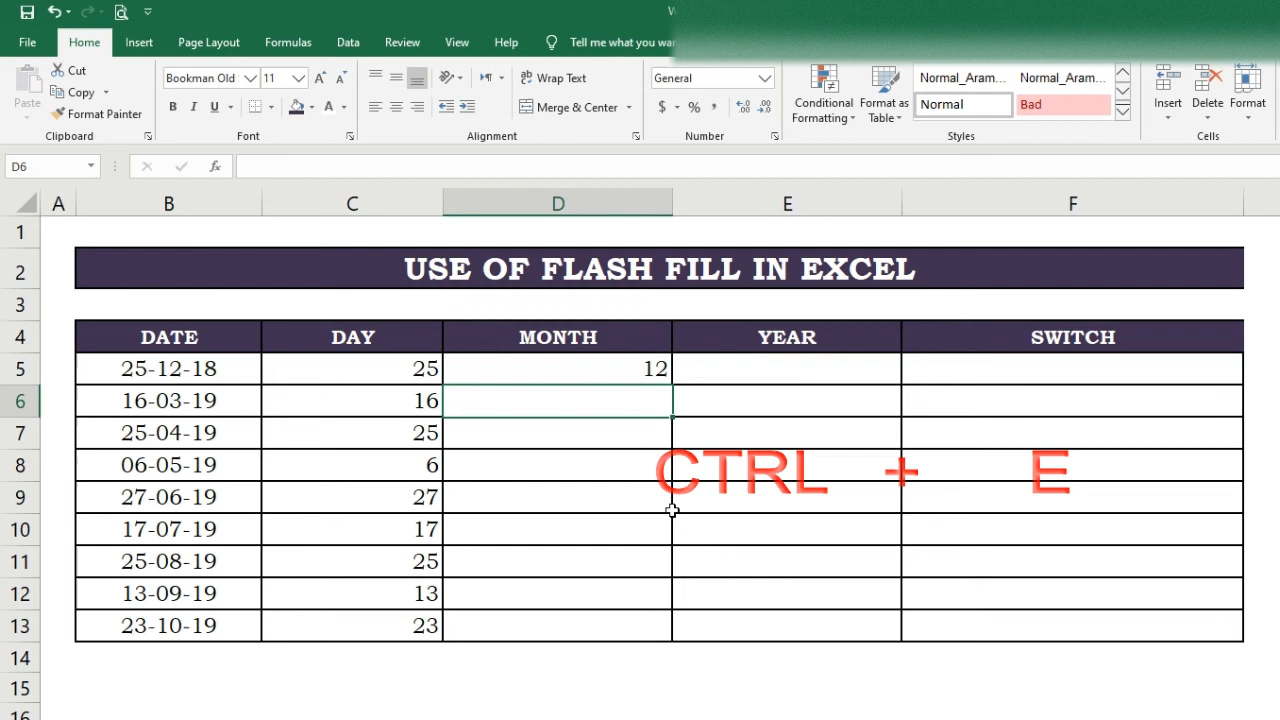 W
File Home Insert Page Layout Formulas Data Review View Help Tell me what you wan
Paste Cut Copy Format Painter Clipboard
Bookman Old 11 B I U A Font
Wrap Text Merge & Center Alignment
General $ % , Number
Conditional Formatting Format as Table Normal_Aram... Normal_Aram... Normal Bad Styles
Insert Delete Format Cells
D6 fx
A B C D E F
1
2 USE OF FLASH FILL IN EXCEL
3
4 DATE DAY MONTH YEAR SWITCH
5 25-12-18 25 12
6 16-03-19 16
7 25-04-19 25
8 06-05-19 6
CTRL + E
9 27-06-19 27
10 17-07-19 17
11 25-08-19 25
12 13-09-19 13
13 23-10-19 23
14
15
16